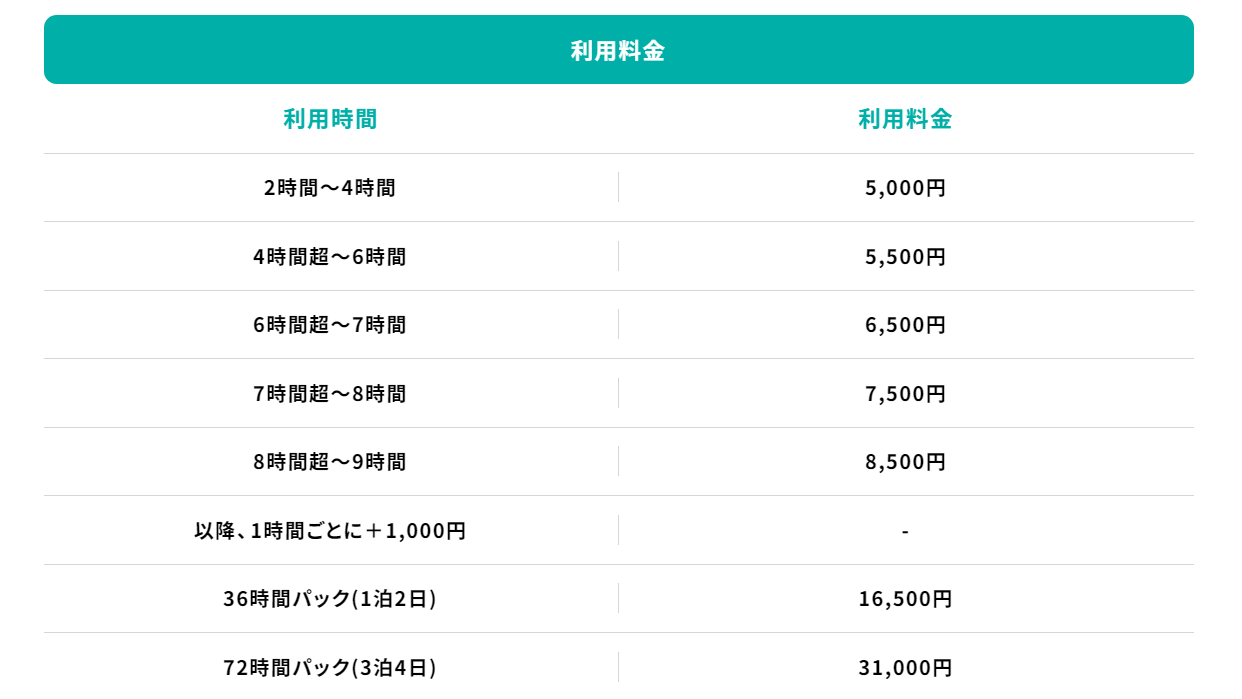 利用料金
利用時間 利用料金
2時間〜4時間 5,000円
4時間超〜6時間 5,500円
6時間超〜7時間 6,500円
7時間超〜8時間 7,500円
8時間超〜9時間 8,500円
以降、1時間ごとに＋1,000円 -
36時間パック(1泊2日) 16,500円
72時間パック(3泊4日) 31,000円